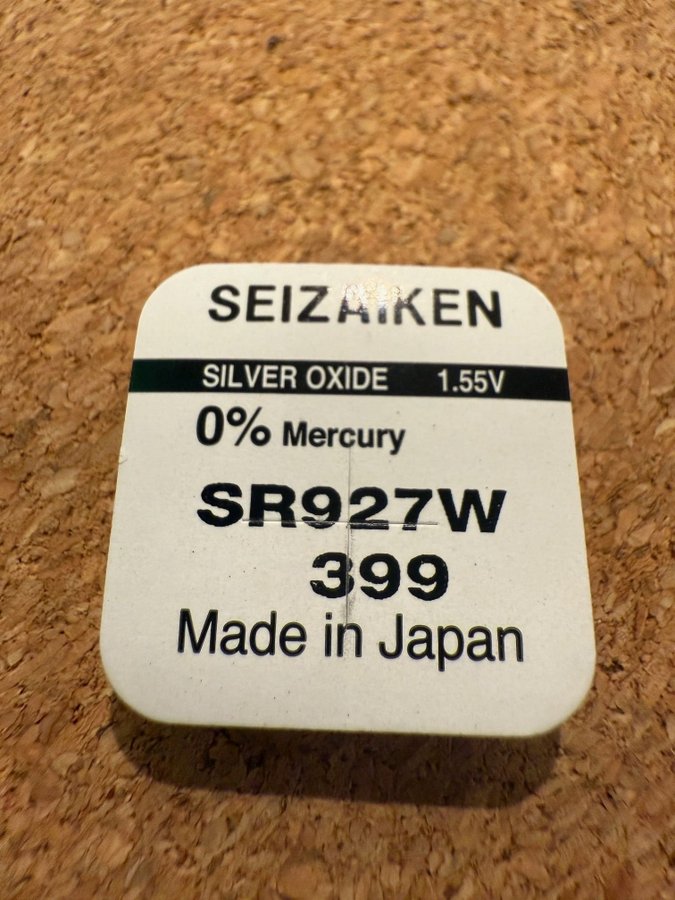 SEIZAIKEN
SILVER OXIDE 1.55V
0% Mercury
SR927W
399
Made in Japan